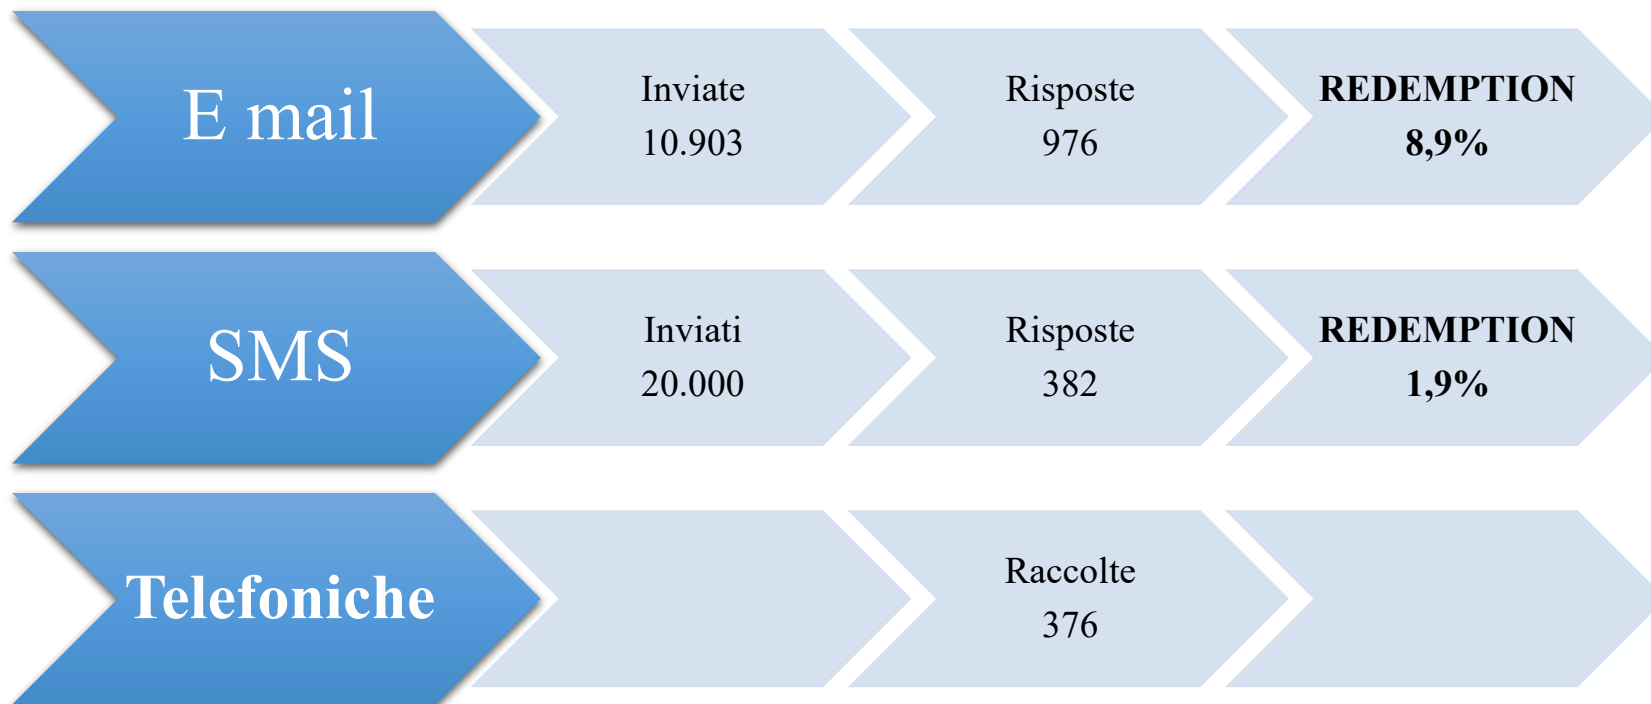 E mail
Inviate
10.903
Risposte
976
REDEMPTION
8,9%
SMS
Inviati
20.000
Risposte
382
REDEMPTION
1,9%
Telefoniche
Raccolte
376